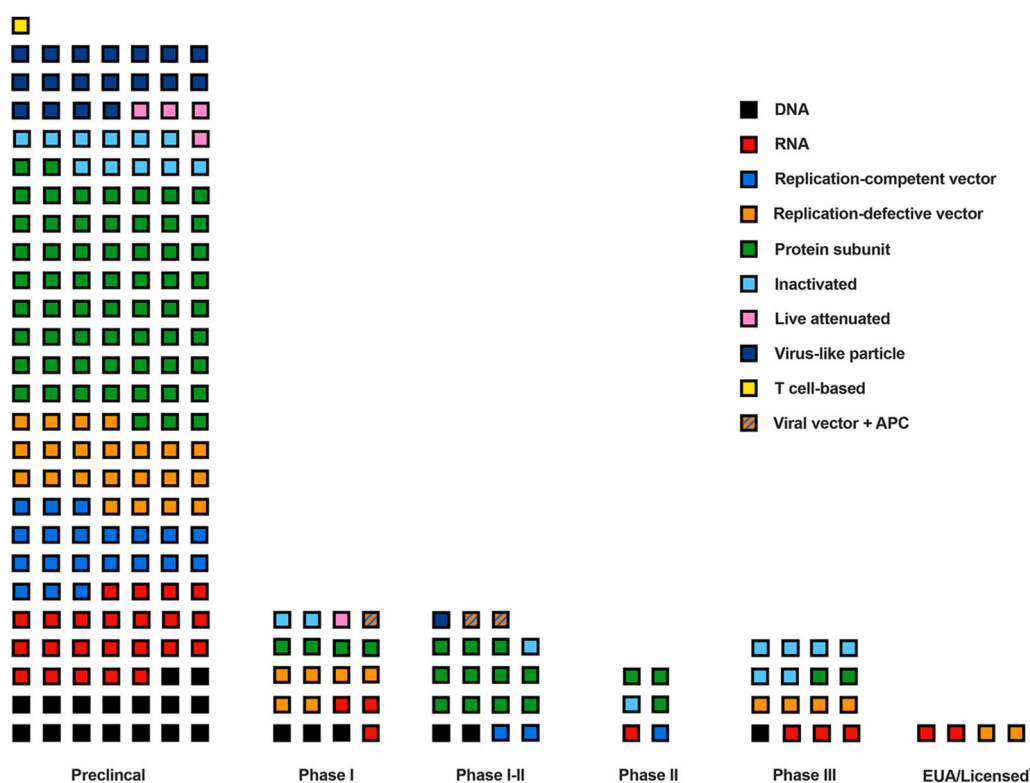 DNA
RNA
Replication-competent vector
Replication-defective vector
Protein subunit
Inactivated
Live attenuated
Virus-like particle
T cell-based
Viral vector + APC
Preclincal
Phase I
Phase I-II
Phase II
Phase III
EUA/Licensed